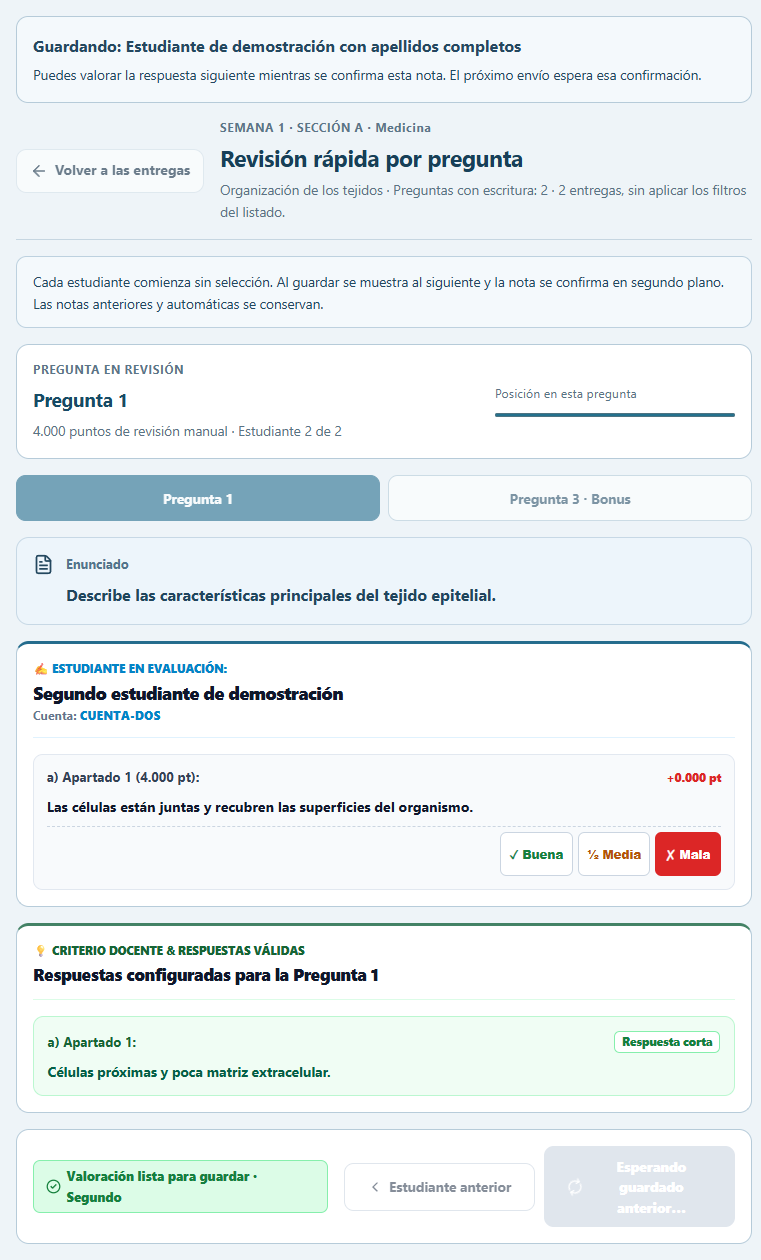 Guardando: Estudiante de demostración con apellidos completos
Puedes valorar la respuesta siguiente mientras se confirma esta nota. El próximo envío espera esa confirmación.
SEMANA 1 · SECCIÓN A · Medicina
Volver a las entregas
Revisión rápida por pregunta
Organización de los tejidos · Preguntas con escritura: 2 · 2 entregas, sin aplicar los filtros
del listado.
Cada estudiante comienza sin selección. Al guardar se muestra al siguiente y la nota se confirma en segundo plano.
Las notas anteriores y automáticas se conservan.
PREGUNTA EN REVISIÓN
Pregunta 1
4.000 puntos de revisión manual · Estudiante 2 de 2
Posición en esta pregunta
Pregunta 1
Pregunta 3 · Bonus
Enunciado
Describe las características principales del tejido epitelial.
✍️ ESTUDIANTE EN EVALUACIÓN:
Segundo estudiante de demostración
Cuenta: CUENTA-DOS
a) Apartado 1 (4.000 pt):
+0.000 pt
Las células están juntas y recubren las superficies del organismo.
✓ Buena
½ Media
✗ Mala
💡 CRITERIO DOCENTE & RESPUESTAS VÁLIDAS
Respuestas configuradas para la Pregunta 1
a) Apartado 1:
Respuesta corta
Células próximas y poca matriz extracelular.
Valoración lista para guardar ·
Segundo
Estudiante anterior
Esperando
guardado
anterior...